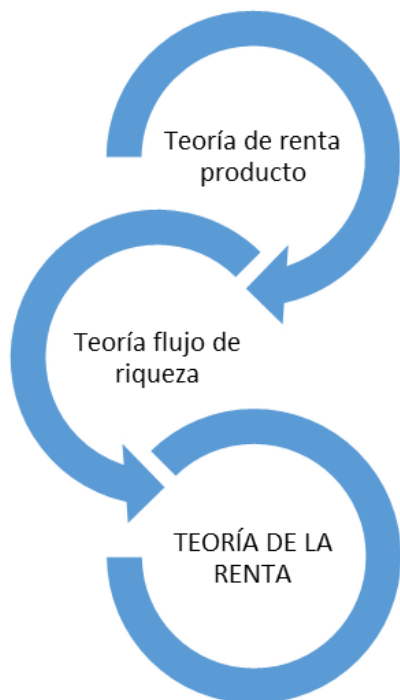 Teoría de renta
producto
Teoría flujo de
riqueza
TEORÍA DE LA
RENTA